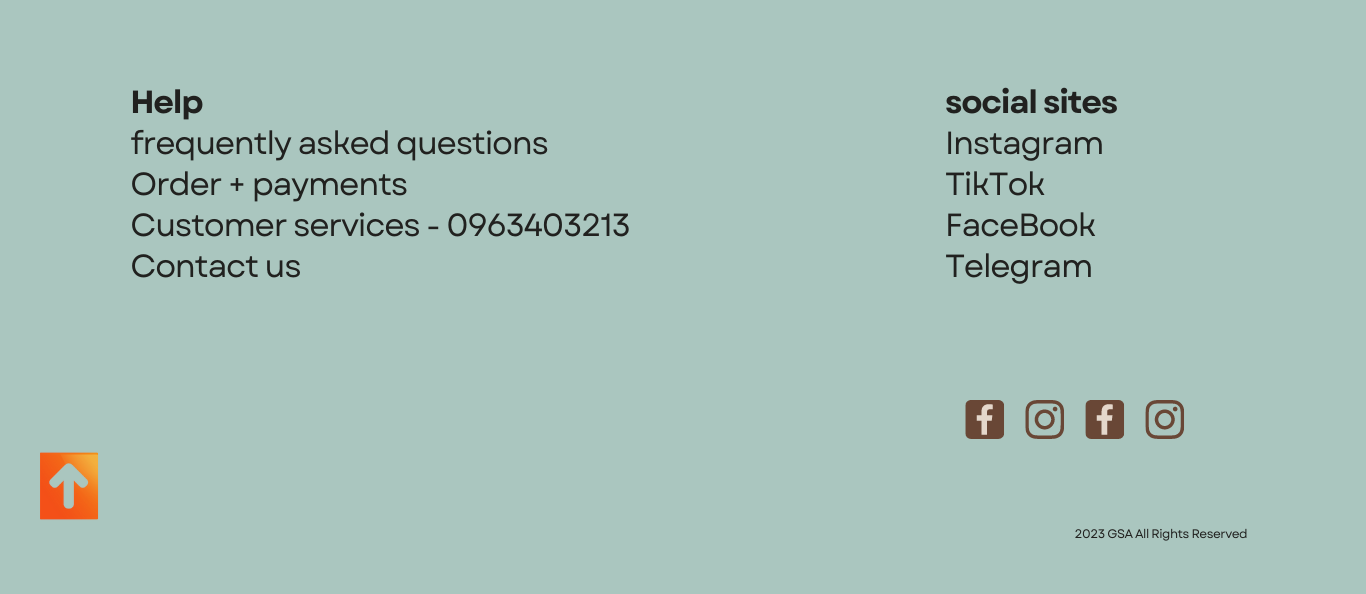 Help
frequently asked questions
Order + payments
Customer services - 0963403213
Contact us
social sites
Instagram
TikTok
FaceBook
Telegram
2023 GSA All Rights Reserved